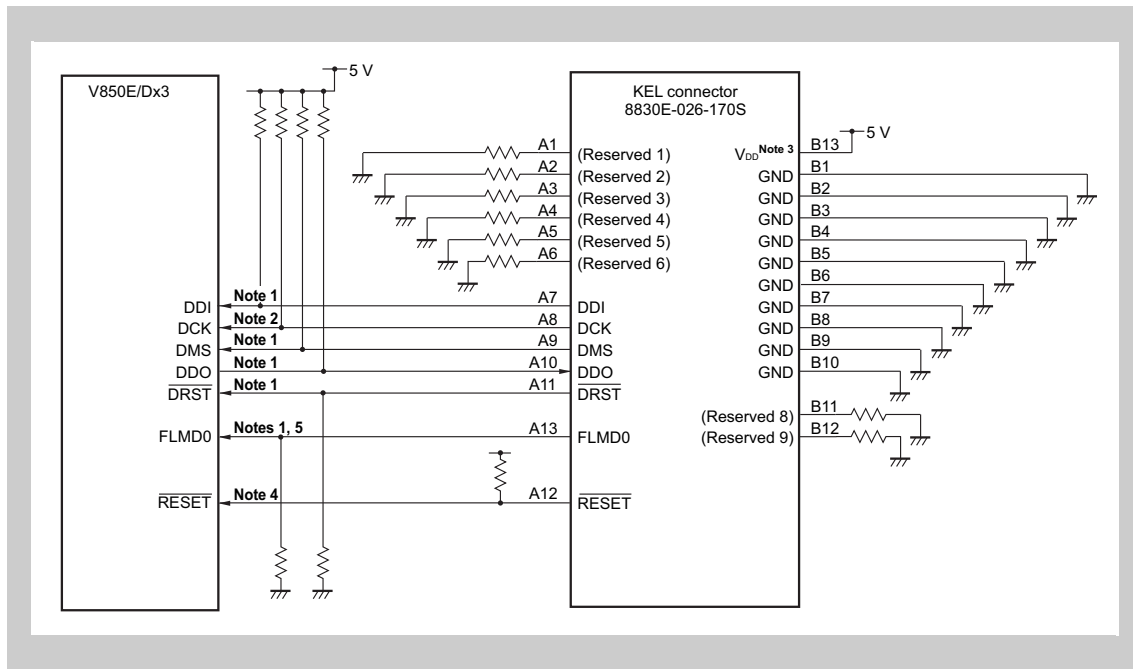 V850E/Dx3
5 V
KEL connector
8830E-026-170S
A1 (Reserved 1)
A2 (Reserved 2)
A3 (Reserved 3)
A4 (Reserved 4)
A5 (Reserved 5)
A6 (Reserved 6)
VDD Note 3 B13 5 V
GND B1
GND B2
GND B3
GND B4
GND B5
GND B6
GND B7
GND B8
GND B9
GND B10
(Reserved 8) B11
(Reserved 9) B12
DDI Note 1 A7 DDI
DCK Note 2 A8 DCK
DMS Note 1 A9 DMS
DDO Note 1 A10 DDO
DRST Note 1 A11 DRST
FLMD0 Notes 1, 5 A13 FLMD0
RESET Note 4 A12 RESET